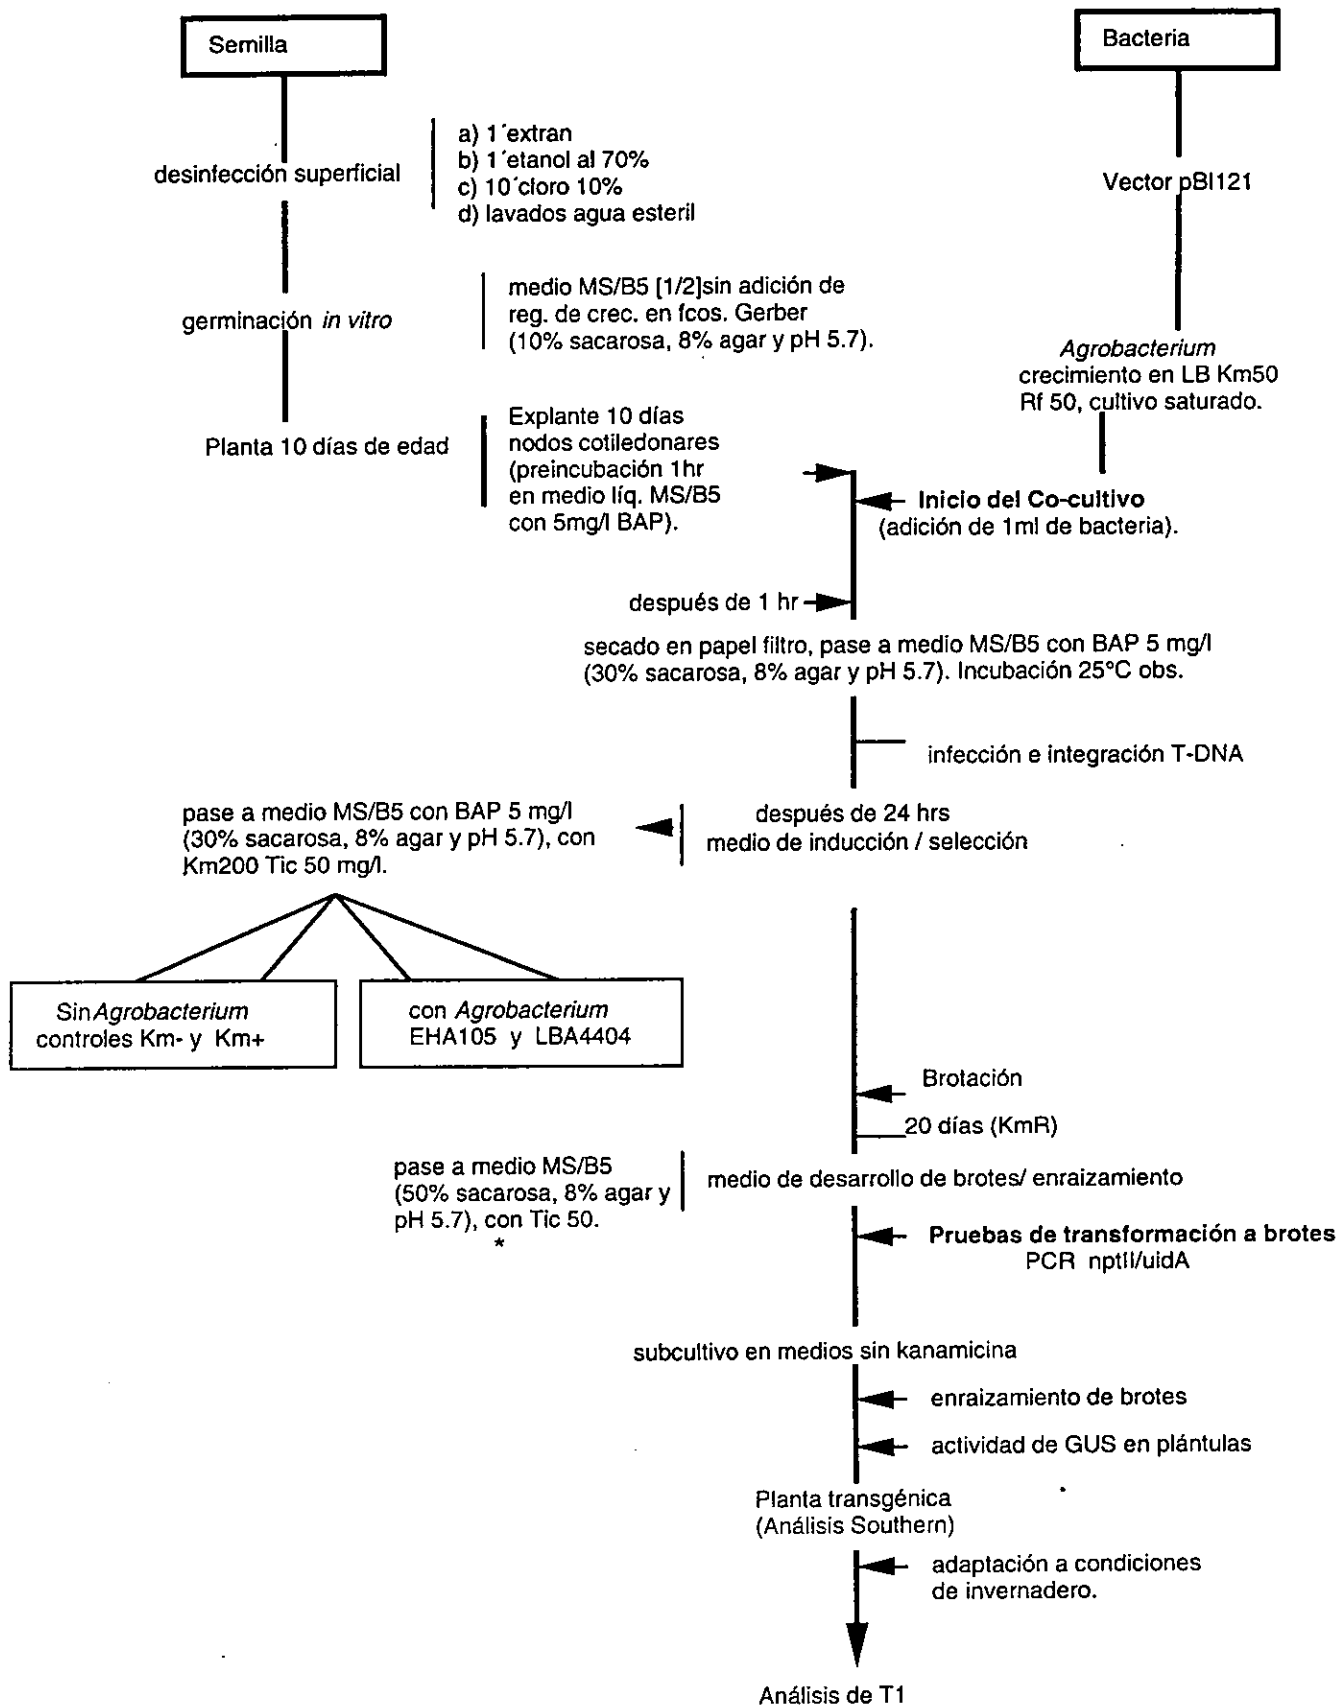 Semilla
Bacteria
desinfección superficial
a) 1´extran
b) 1´etanol al 70%
c) 10´cloro 10%
d) lavados agua esteril
Vector pBI121
germinación in vitro
medio MS/B5 [1/2]sin adición de
reg. de crec. en fcos. Gerber
(10% sacarosa, 8% agar y pH 5.7).
Agrobacterium
crecimiento en LB Km50
Rf 50, cultivo saturado.
Planta 10 días de edad
Explante 10 días
nodos cotiledonares
(preincubación 1hr
en medio líq. MS/B5
con 5mg/l BAP).
Inicio del Co-cultivo
(adición de 1ml de bacteria).
después de 1 hr
secado en papel filtro, pase a medio MS/B5 con BAP 5 mg/l
(30% sacarosa, 8% agar y pH 5.7). Incubación 25°C obs.
infección e integración T-DNA
pase a medio MS/B5 con BAP 5 mg/l
(30% sacarosa, 8% agar y pH 5.7), con
Km200 Tic 50 mg/l.
después de 24 hrs
medio de inducción / selección
Sin Agrobacterium
controles Km- y Km+
con Agrobacterium
EHA105 y LBA4404
Brotación
20 días (KmR)
pase a medio MS/B5
(50% sacarosa, 8% agar y
pH 5.7), con Tic 50.
*
medio de desarrollo de brotes/ enraizamiento
Pruebas de transformación a brotes
PCR nptII/uidA
subcultivo en medios sin kanamicina
enraizamiento de brotes
actividad de GUS en plántulas
Planta transgénica
(Análisis Southern)
adaptación a condiciones
de invernadero.
Análisis de T1